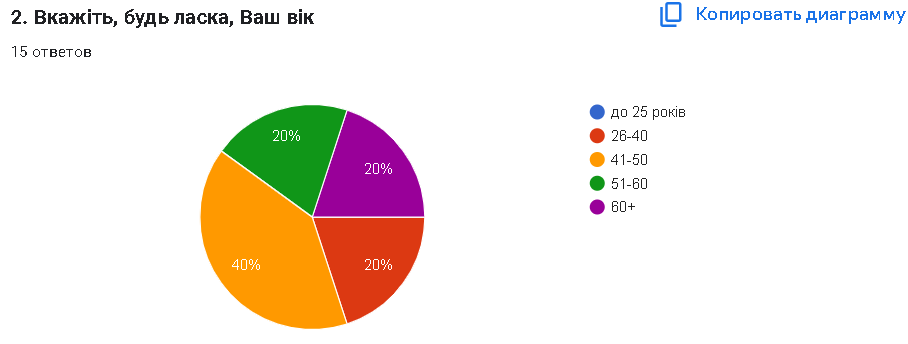 2. Вкажіть, будь ласка, Ваш вік
Копировать диаграмму
15 ответов
до 25 років
26-40
41-50
51-60
60+
20%
20%
40%
20%